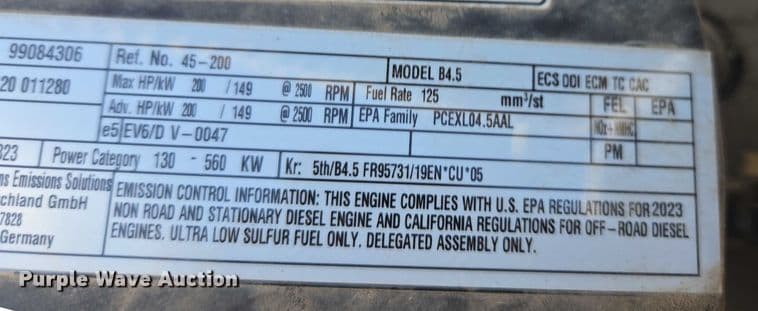 99084306 Ref. No. 45-200 MODEL B4.5 ECS DDI ECM TC CAC
20 011280 Max HP/kW 200 /149 @ 2500 RPM Fuel Rate 125 mm³/st FEL EPA
Adv. HP/kW 200 / 149 @ 2500 RPM EPA Family PCEXL04.5AAL
e5 EV6/D V-0047 PM
323 Power Category 130 - 560 KW Kr: 5th/B4.5 FR95731/19EN*CU*05
ns Emissions Solutions
chland GmbH
7828
Germany
EMISSION CONTROL INFORMATION: THIS ENGINE COMPLIES WITH U.S. EPA REGULATIONS FOR 2023
NON ROAD AND STATIONARY DIESEL ENGINE AND CALIFORNIA REGULATIONS FOR OFF-ROAD DIESEL
ENGINES. ULTRA LOW SULFUR FUEL ONLY. DELEGATED ASSEMBLY ONLY.
Purple Wave Auction